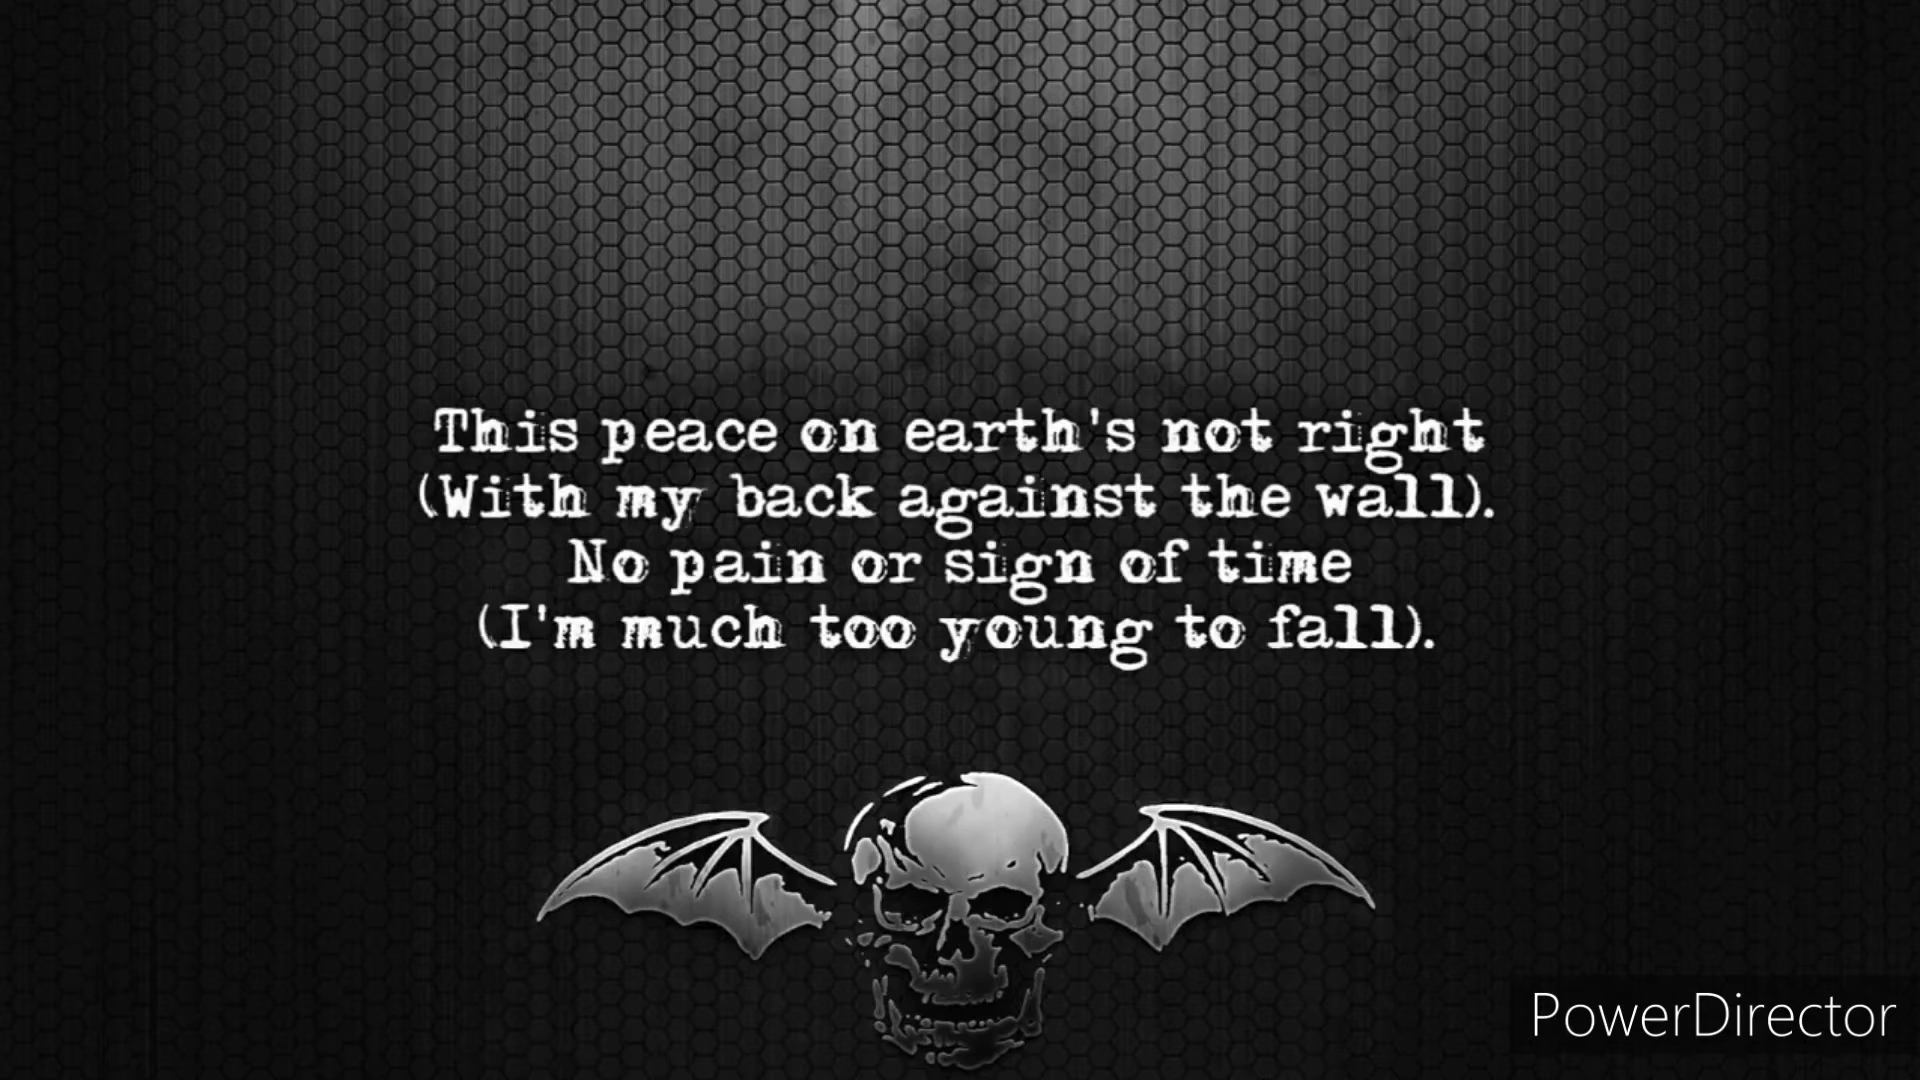 This peace on earth's not right
(With my back against the wall).
No pain or sign of time
(I'm much too young to fall).
PowerDirector